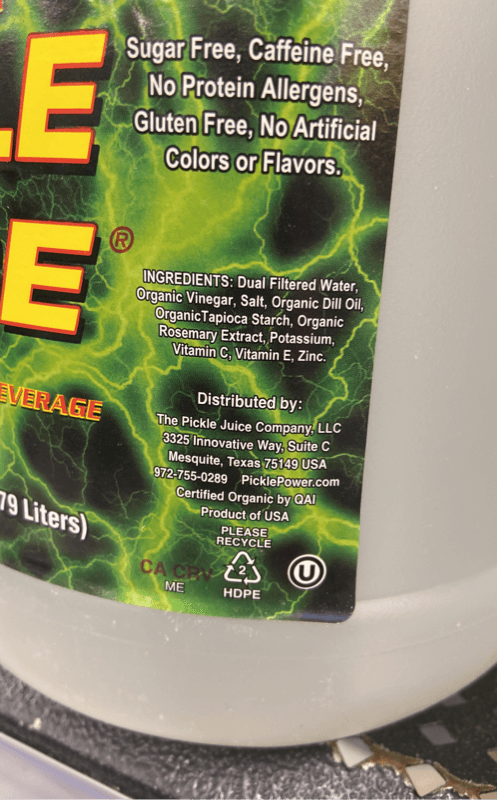 LE
Sugar Free, Caffeine Free,
No Protein Allergens,
Gluten Free, No Artificial
Colors or Flavors.
E®
INGREDIENTS: Dual Filtered Water,
Organic Vinegar, Salt, Organic Dill Oil,
OrganicTapioca Starch, Organic
Rosemary Extract, Potassium,
Vitamin C, Vitamin E, Zinc.
EVERAGE
Distributed by:
The Pickle Juice Company, LLC
3325 Innovative Way, Suite C
Mesquite, Texas 75149 USA
972-755-0289 PicklePower.com
Certified Organic by QAI
Product of USA
79 Liters)
PLEASE
RECYCLE
CA CRV
ME
2
HDPE
U